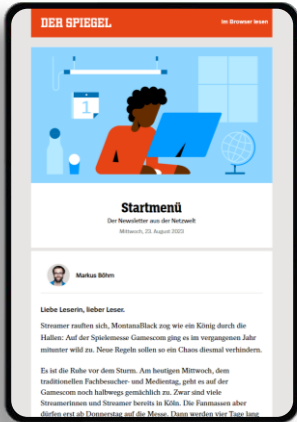 DER SPIEGEL
Im Browser lesen
1
Startmenü
Der Newsletter aus der Netzwelt
Mittwoch, 23. August 2023
Markus Böhm
Liebe Leserin, lieber Leser.
Streamer rauften sich, MontanaBlack zog wie ein König durch die
Hallen: Auf der Spielemesse Gamescom ging es im vergangenen Jahr
mitunter wild zu. Neue Regeln sollen so ein Chaos diesmal verhindern.
Es ist die Ruhe vor dem Sturm. Am heutigen Mittwoch, dem
traditionellen Fachbesucher- und Medientag, geht es auf der
Gamescom noch halbwegs gemächlich zu. Zwar sind viele
Streamerinnen und Streamer bereits in Köln. Die Fanmassen aber
dürfen erst ab Donnerstag auf die Messe. Dann werden vier Tage lang